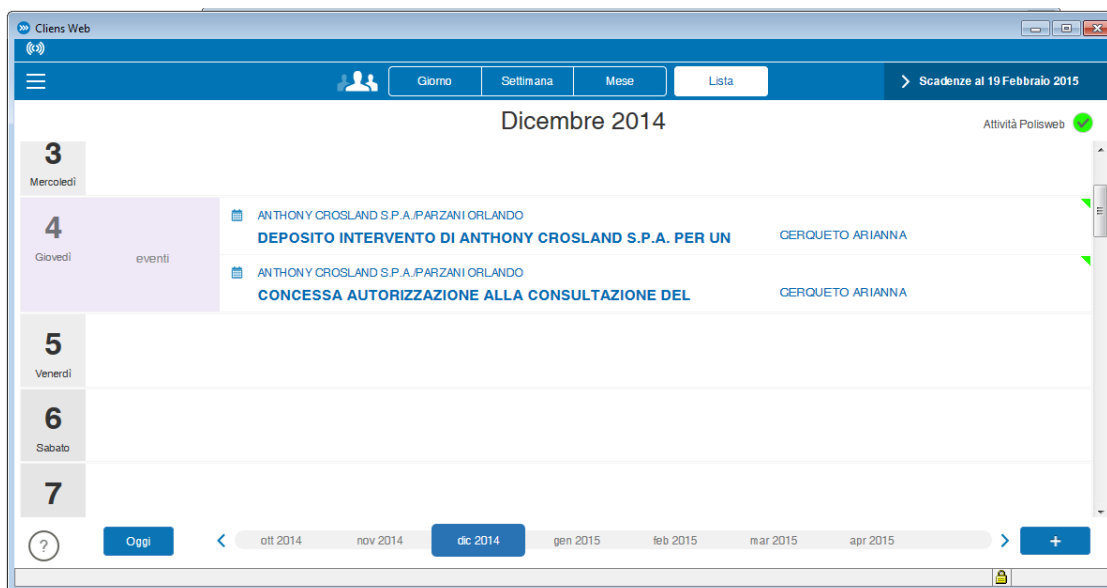 Cliens Web
Giorno Settimana Mese Lista
Scadenze al 19 Febbraio 2015
Dicembre 2014
Attività Polisweb
3
Mercoledì
4
Giovedì
eventi
ANTHONY CROSLAND S.P.A./PARZANI ORLANDO
DEPOSITO INTERVENTO DI ANTHONY CROSLAND S.P.A. PER UN
CERQUETO ARIANNA
ANTHONY CROSLAND S.P.A./PARZANI ORLANDO
CONCESSA AUTORIZZAZIONE ALLA CONSULTAZIONE DEL
CERQUETO ARIANNA
5
Venerdì
6
Sabato
7
?
Oggi
ott 2014 nov 2014 dic 2014 gen 2015 feb 2015 mar 2015 apr 2015
+